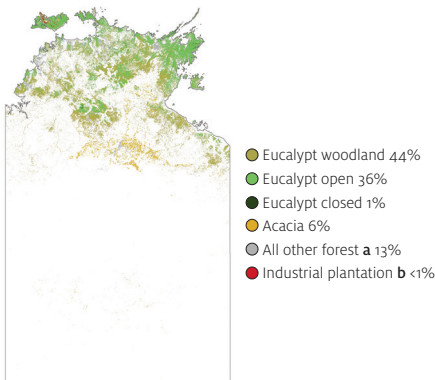 Eucalypt woodland 44%
Eucalypt open 36%
Eucalypt closed 1%
Acacia 6%
All other forest a 13%
Industrial plantation b <1%